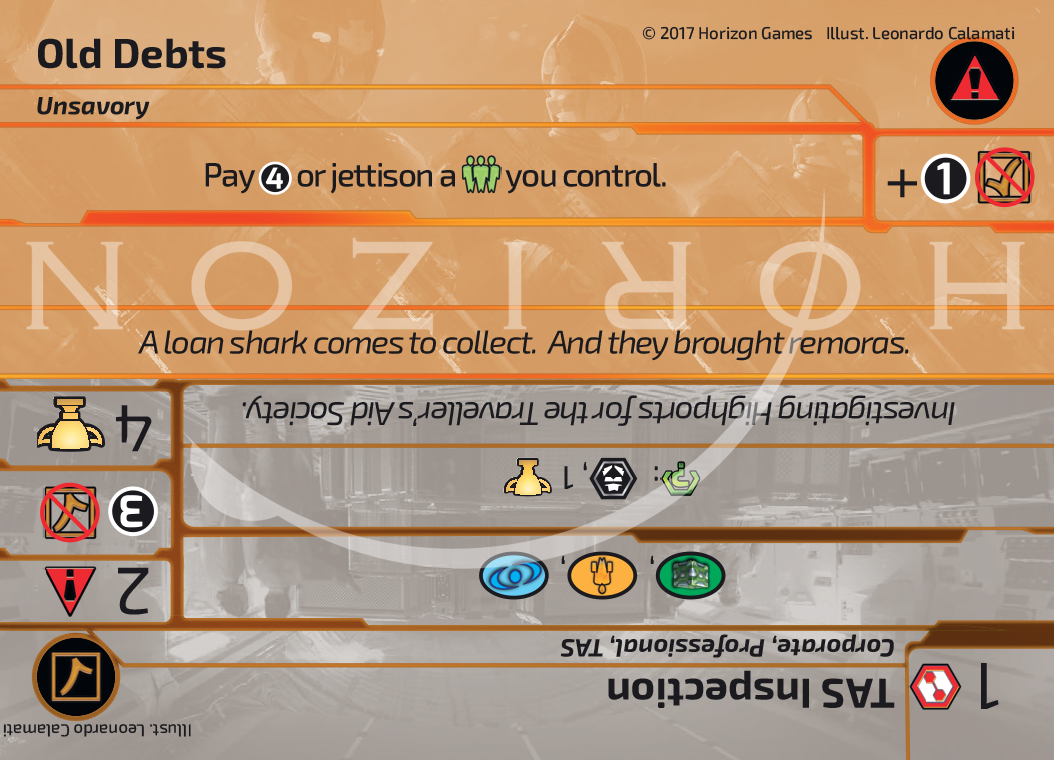 © 2017 Horizon Games Illust. Leonardo Calamati
Old Debts
Unsavory
Pay 4 or jettison a you control.
+ 1
HORIZON
A loan shark comes to collect. And they brought remoras.
1
TAS Inspection
Corporate, Professional, TAS
Illust. Leonardo Calamati
2
, ,
3
: , 1
4
Investigating Highports for the Traveller's Aid Society.